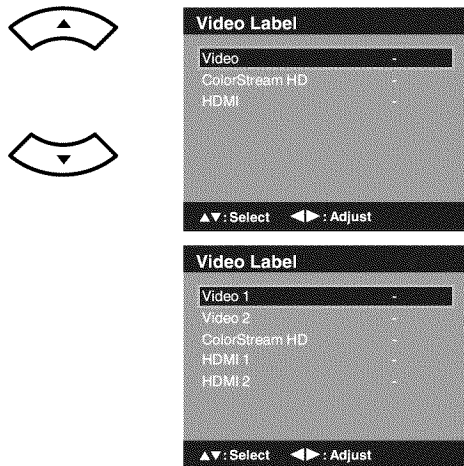 Video Label
Video -
ColorStream HD -
HDMI -
▲▼: Select ◀▶: Adjust
Video Label
Video 1 -
Video 2 -
ColorStream HD -
HDMI 1 -
HDMI 2 -
▲▼: Select ◀▶: Adjust